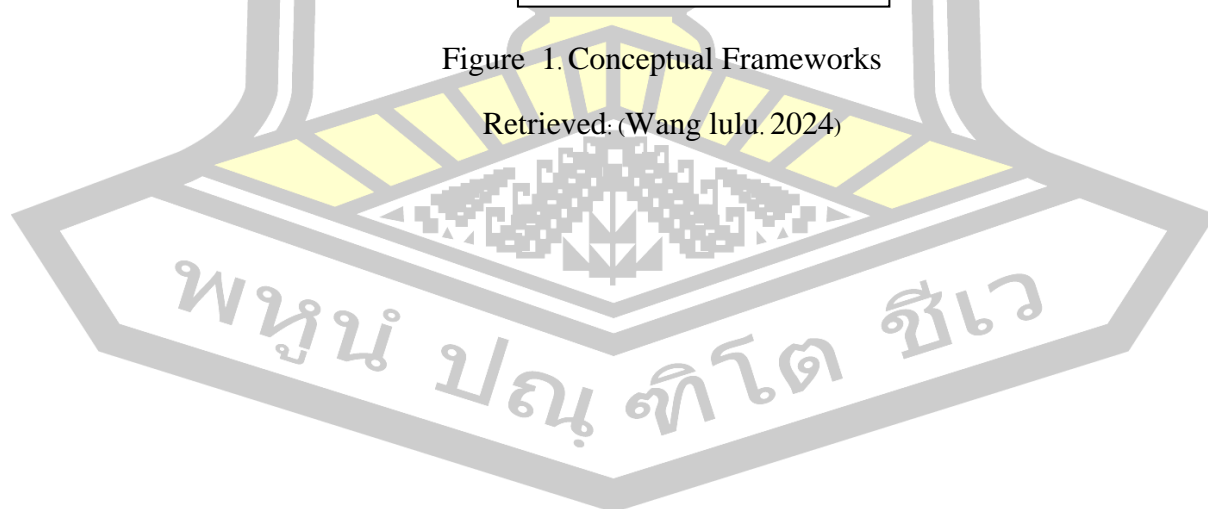 Figure 1. Conceptual Frameworks
Retrieved: (Wang lulu. 2024)
พหูนํ ปณฺฑิโต ชีเว